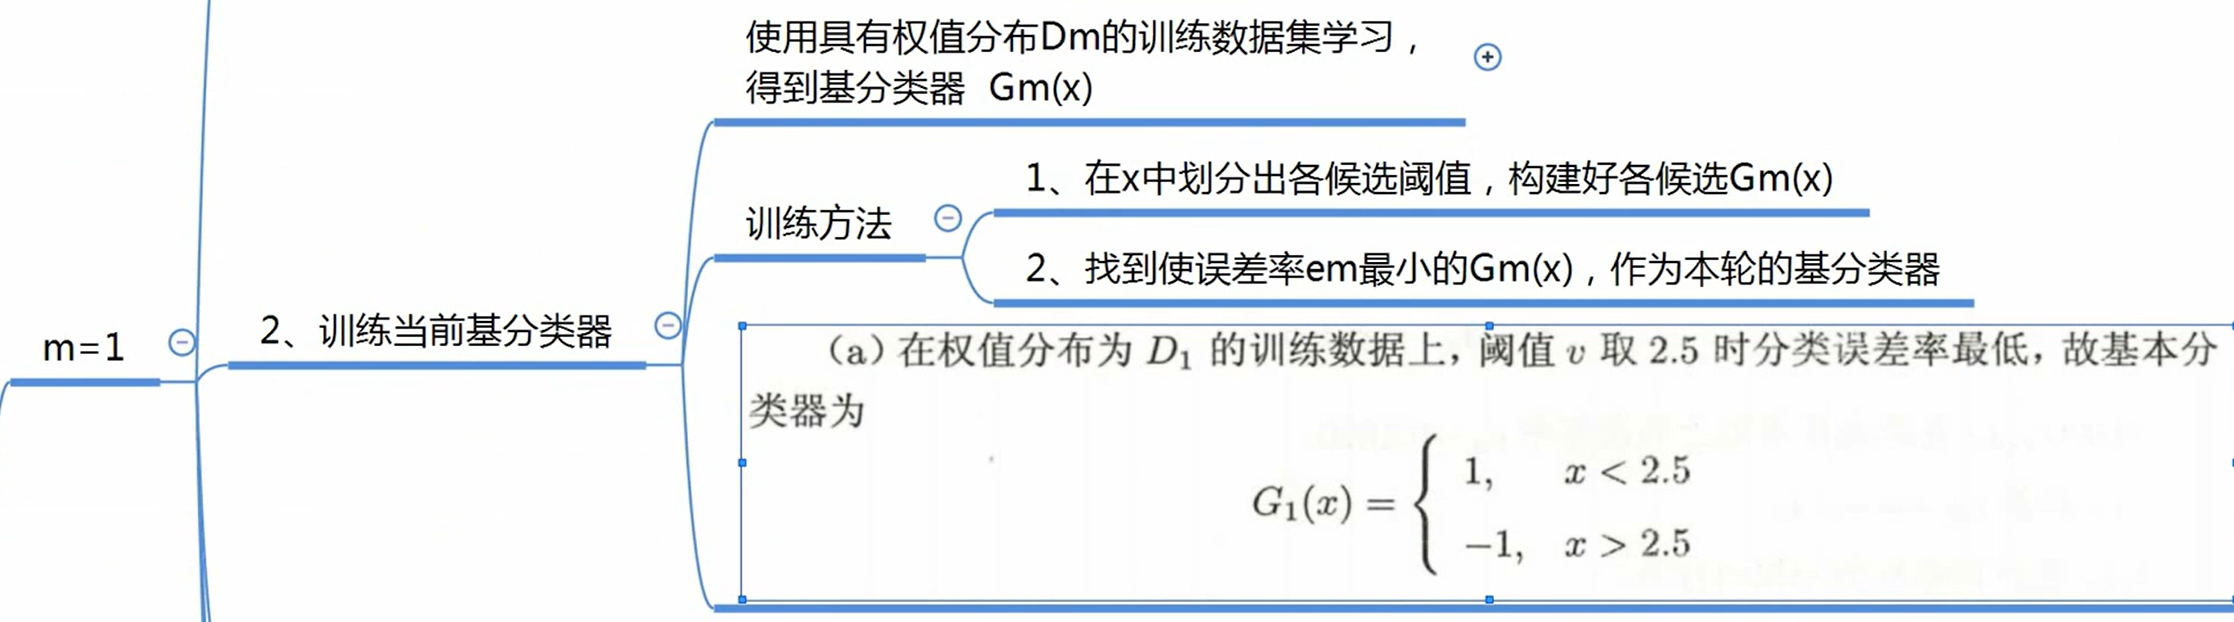 使用具有权值分布Dm的训练数据集学习，
得到基分类器  Gm(x)
1、在x中划分出各候选阈值，构建好各候选Gm(x)
训练方法
2、找到使误差率em最小的Gm(x)，作为本轮的基分类器
m=1
2、训练当前基分类器
（a）在权值分布为 D₁ 的训练数据上，阈值 v 取 2.5 时分类误差率最低，故基本分
类器为
1,  x < 2.5
G₁(x) =
−1,  x > 2.5